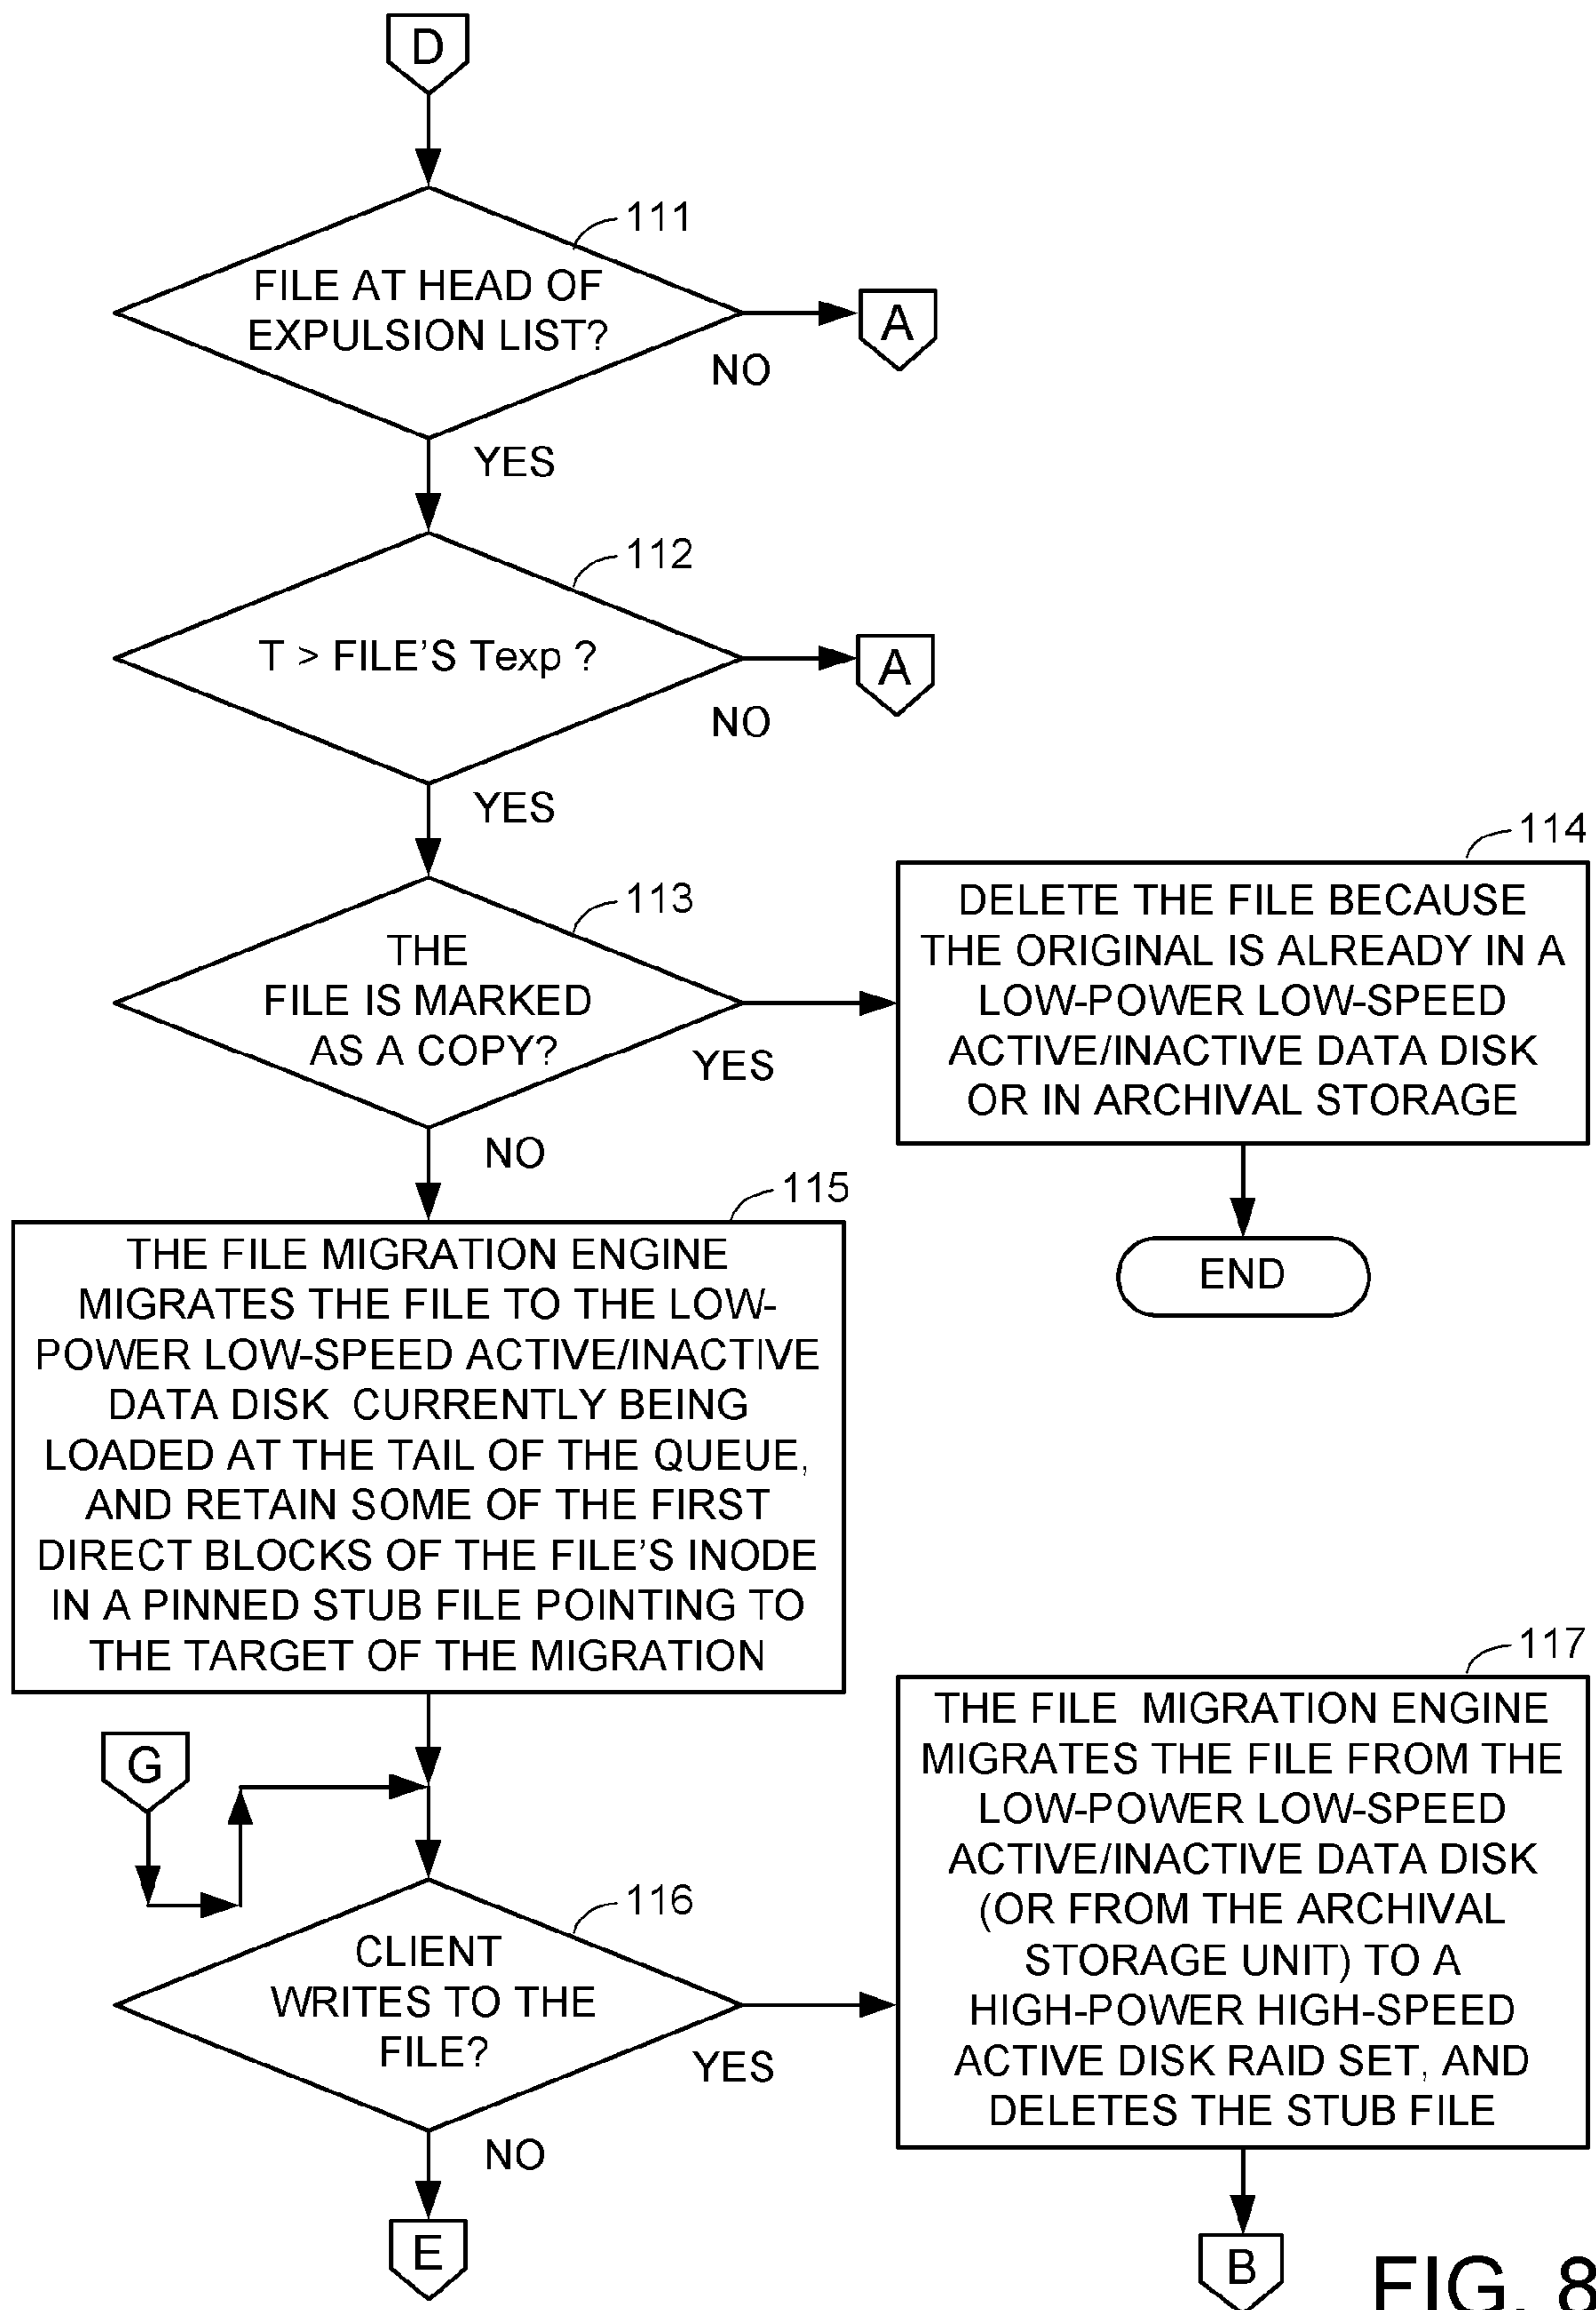 D
111
FILE AT HEAD OF
EXPULSION LIST?
A
NO
YES
112
T > FILE'S Texp ?
A
NO
YES
113
THE
FILE IS MARKED
AS A COPY?
YES
NO
114
DELETE THE FILE BECAUSE
THE ORIGINAL IS ALREADY IN A
LOW-POWER LOW-SPEED
ACTIVE/INACTIVE DATA DISK
OR IN ARCHIVAL STORAGE
END
115
THE FILE MIGRATION ENGINE
MIGRATES THE FILE TO THE LOW-
POWER LOW-SPEED ACTIVE/INACTIVE
DATA DISK CURRENTLY BEING
LOADED AT THE TAIL OF THE QUEUE,
AND RETAIN SOME OF THE FIRST
DIRECT BLOCKS OF THE FILE'S INODE
IN A PINNED STUB FILE POINTING TO
THE TARGET OF THE MIGRATION
G
116
CLIENT
WRITES TO THE
FILE?
YES
NO
E
117
THE FILE MIGRATION ENGINE
MIGRATES THE FILE FROM THE
LOW-POWER LOW-SPEED
ACTIVE/INACTIVE DATA DISK
(OR FROM THE ARCHIVAL
STORAGE UNIT) TO A
HIGH-POWER HIGH-SPEED
ACTIVE DISK RAID SET, AND
DELETES THE STUB FILE
B
FIG. 8